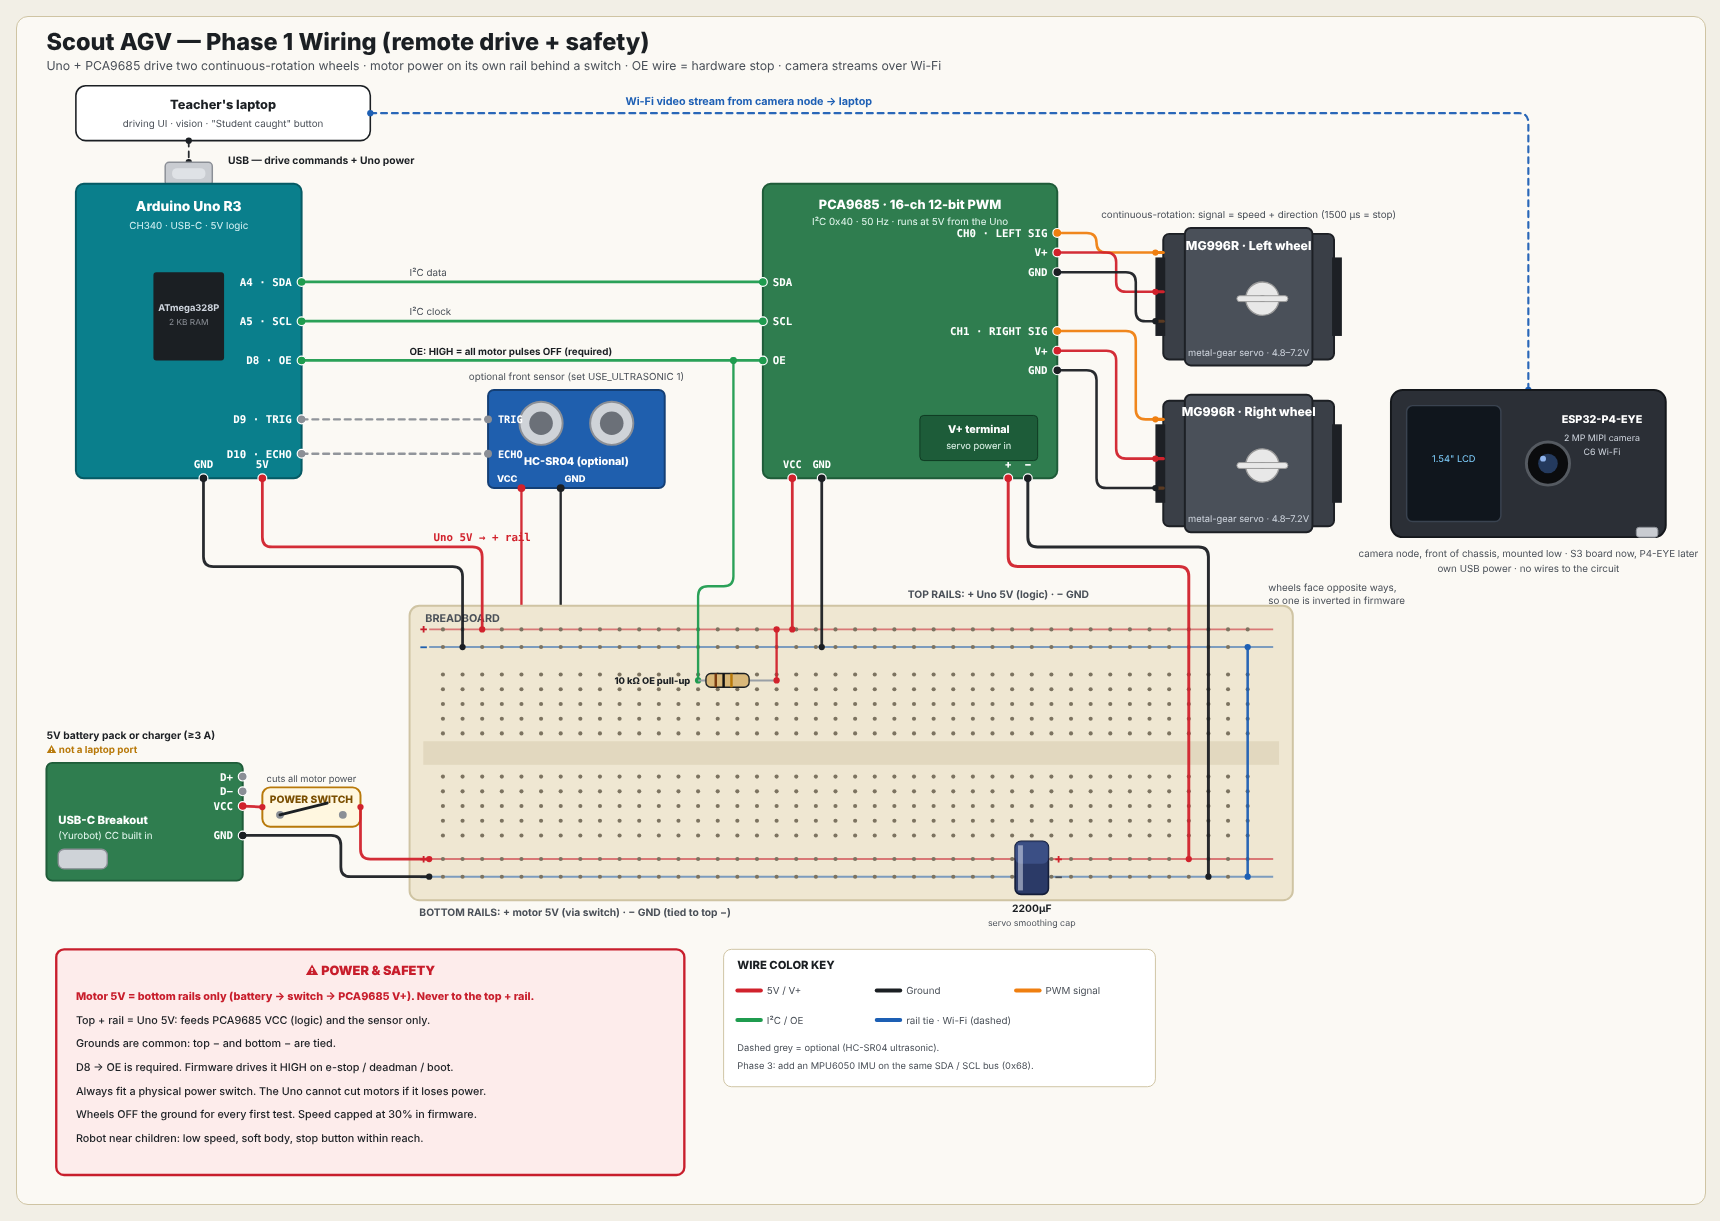 Scout AGV — Phase 1 Wiring (remote drive + safety)
Uno + PCA9685 drive two continuous-rotation wheels · motor power on its own rail behind a switch · OE wire = hardware stop · camera streams over Wi-Fi
Teacher's laptop
driving UI · vision · "Student caught" button
Wi-Fi video stream from camera node → laptop
USB — drive commands + Uno power
Arduino Uno R3
CH340 · USB-C · 5V logic
ATmega328P
2 KB RAM
A4 · SDA
A5 · SCL
D8 · OE
D9 · TRIG
D10 · ECHO
GND
5V
I²C data
I²C clock
OE: HIGH = all motor pulses OFF (required)
optional front sensor (set USE_ULTRASONIC 1)
TRIG
ECHO
HC-SR04 (optional)
VCC
GND
PCA9685 · 16-ch 12-bit PWM
I²C 0x40 · 50 Hz · runs at 5V from the Uno
CH0 · LEFT SIG
V+
GND
SDA
SCL
OE
CH1 · RIGHT SIG
V+
GND
V+ terminal
servo power in
VCC
GND
+
−
continuous-rotation: signal = speed + direction (1500 µs = stop)
MG996R · Left wheel
metal-gear servo · 4.8–7.2V
MG996R · Right wheel
metal-gear servo · 4.8–7.2V
1.54" LCD
ESP32-P4-EYE
2 MP MIPI camera
C6 Wi-Fi
camera node, front of chassis, mounted low · S3 board now, P4-EYE later
own USB power · no wires to the circuit
wheels face opposite ways,
so one is inverted in firmware
Uno 5V → + rail
TOP RAILS: + Uno 5V (logic) · − GND
BREADBOARD
+
−
10 kΩ OE pull-up
5V battery pack or charger (≥3 A)
⚠ not a laptop port
D+
D−
VCC
GND
USB-C Breakout
(Yurobot) CC built in
cuts all motor power
POWER SWITCH
+
+
−
2200µF
servo smoothing cap
BOTTOM RAILS: + motor 5V (via switch) · − GND (tied to top −)
⚠ POWER & SAFETY
Motor 5V = bottom rails only (battery → switch → PCA9685 V+). Never to the top + rail.
Top + rail = Uno 5V: feeds PCA9685 VCC (logic) and the sensor only.
Grounds are common: top − and bottom − are tied.
D8 → OE is required. Firmware drives it HIGH on e-stop / deadman / boot.
Always fit a physical power switch. The Uno cannot cut motors if it loses power.
Wheels OFF the ground for every first test. Speed capped at 30% in firmware.
Robot near children: low speed, soft body, stop button within reach.
WIRE COLOR KEY
5V / V+
Ground
PWM signal
I²C / OE
rail tie · Wi-Fi (dashed)
Dashed grey = optional (HC-SR04 ultrasonic).
Phase 3: add an MPU6050 IMU on the same SDA / SCL bus (0x68).